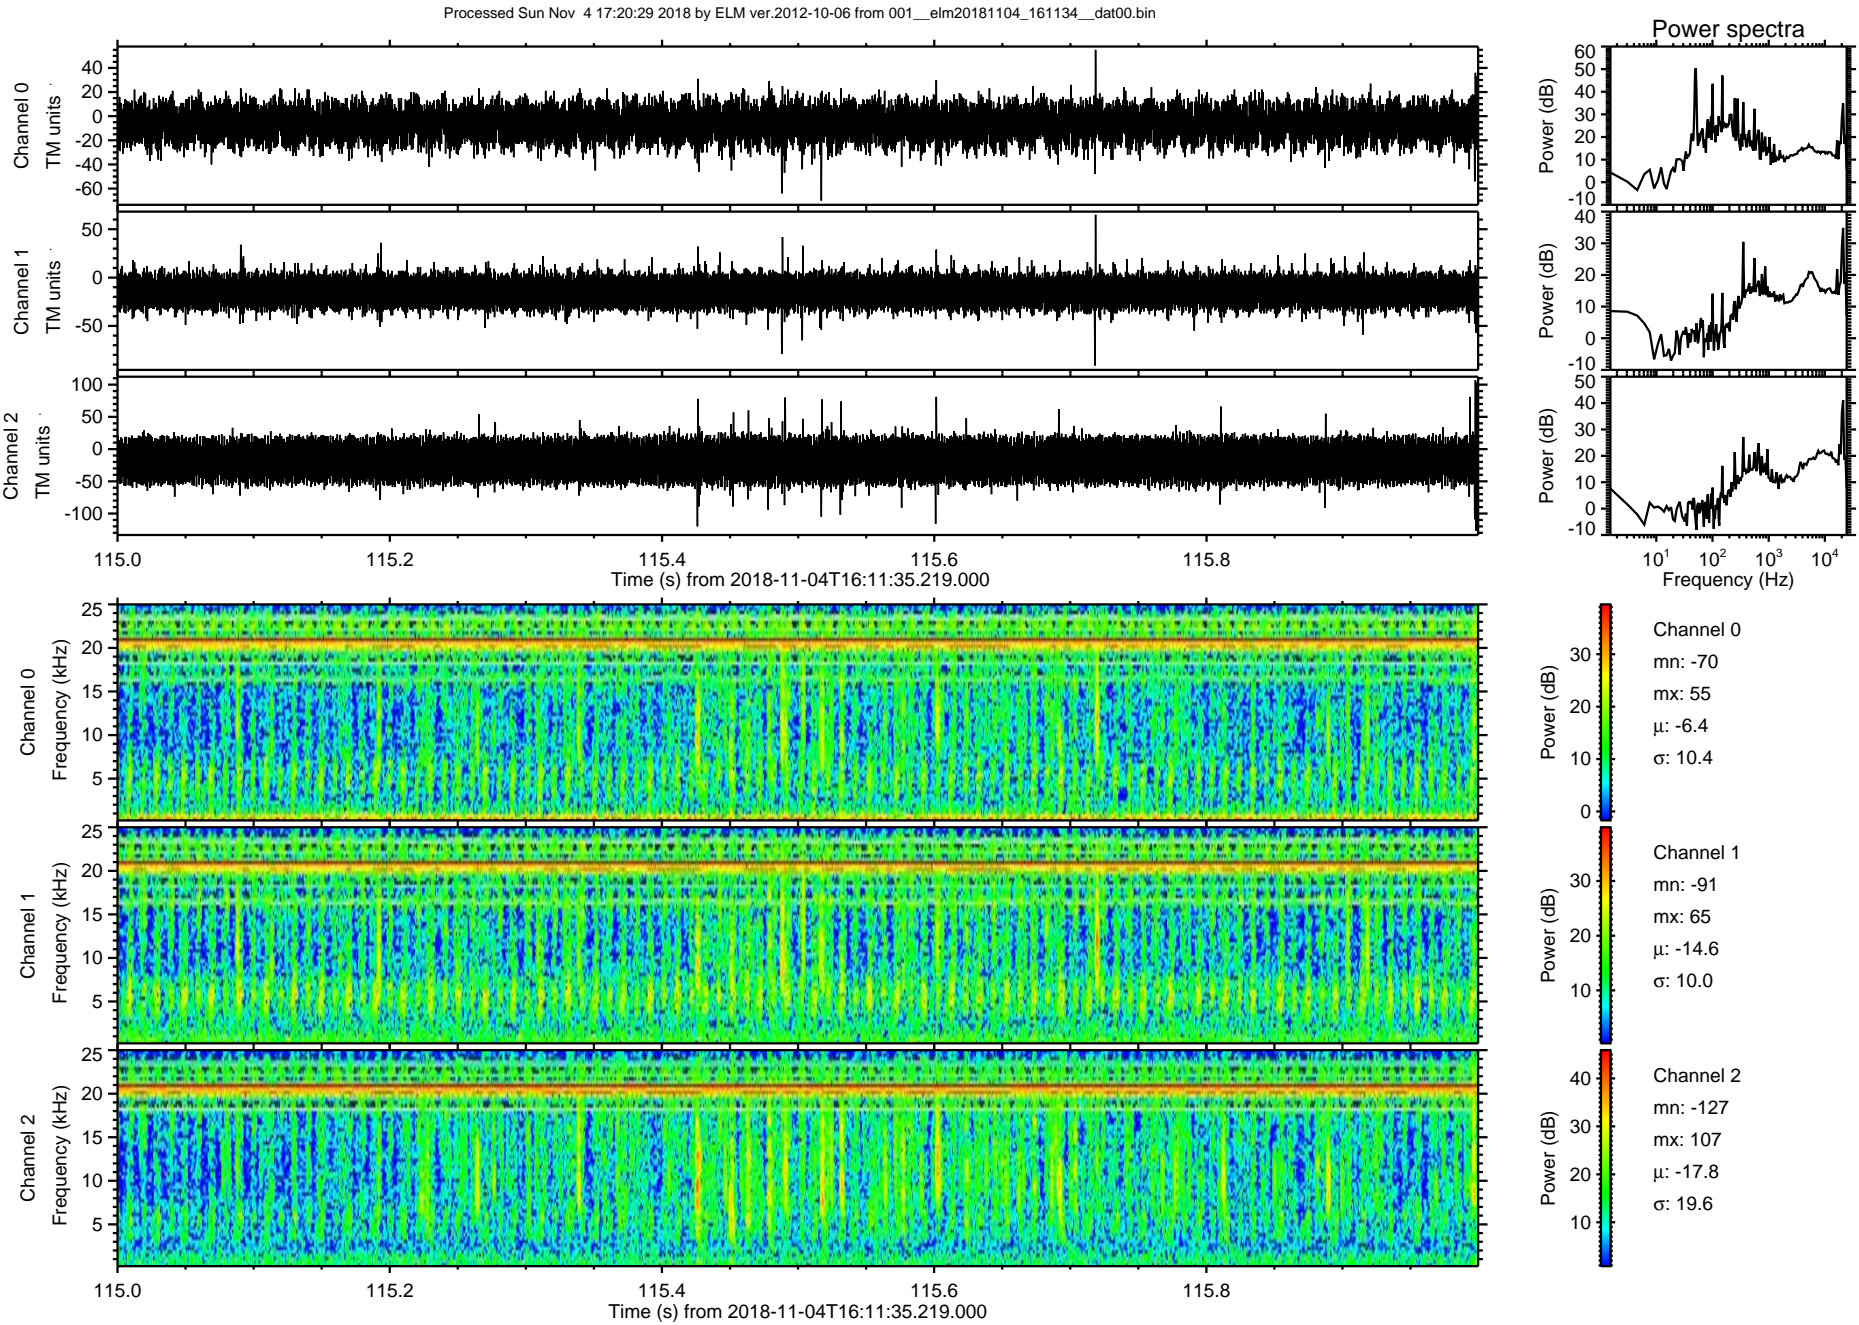 Processed Sun Nov  4 17:20:29 2018 by ELM ver.2012-10-06 from 001__elm20181104_161134__dat00.bin
Channel 0
TM units
40
20
0
-20
-40
-60
Channel 1
TM units
50
0
-50
Channel 2
TM units
100
50
0
-50
-100
115.0 115.2 115.4 115.6 115.8
Time (s) from 2018-11-04T16:11:35.219.000
Power spectra
Power (dB)
60
50
40
30
20
10
0
-10
Power (dB)
40
30
20
10
0
-10
Power (dB)
50
40
30
20
10
0
-10
10¹ 10² 10³ 10⁴
Frequency (Hz)
Channel 0
Frequency (kHz)
25
20
15
10
5
Power (dB)
30
20
10
0
Channel 0
mn: -70
mx: 55
µ: -6.4
σ: 10.4
Channel 1
Frequency (kHz)
25
20
15
10
5
Power (dB)
30
20
10
Channel 1
mn: -91
mx: 65
µ: -14.6
σ: 10.0
Channel 2
Frequency (kHz)
25
20
15
10
5
Power (dB)
40
30
20
10
Channel 2
mn: -127
mx: 107
µ: -17.8
σ: 19.6
115.0 115.2 115.4 115.6 115.8
Time (s) from 2018-11-04T16:11:35.219.000